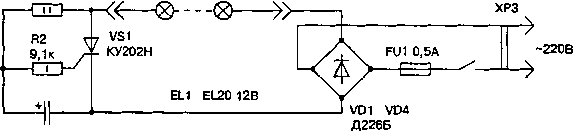 XP3
R2
9,1к
VS1
КУ202Н
FU1 0,5А
~220В
EL1 EL20 12В
VD1 VD4
Д226Б
+